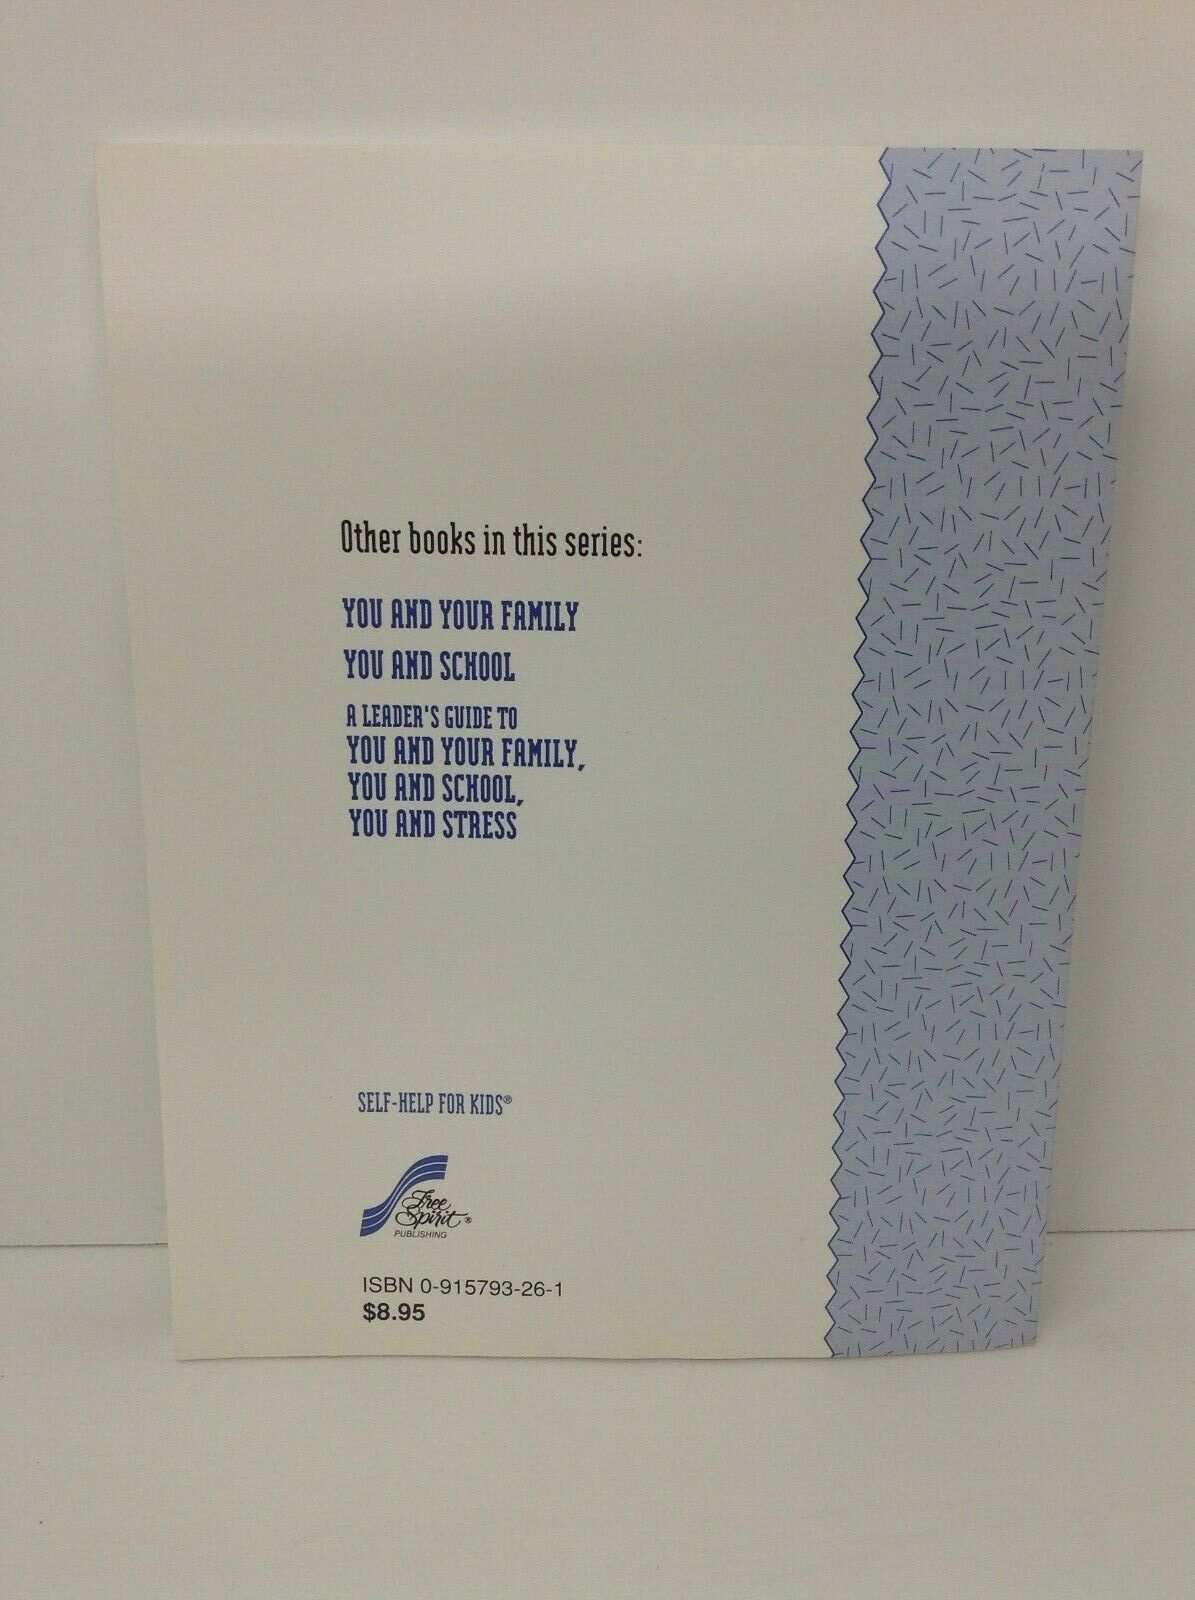 Other books in this series:
YOU AND YOUR FAMILY
YOU AND SCHOOL
A LEADER'S GUIDE TO
YOU AND YOUR FAMILY,
YOU AND SCHOOL,
YOU AND STRESS
SELF-HELP FOR KIDS®
Free
Spirit®
PUBLISHING
ISBN 0-915793-26-1
$8.95